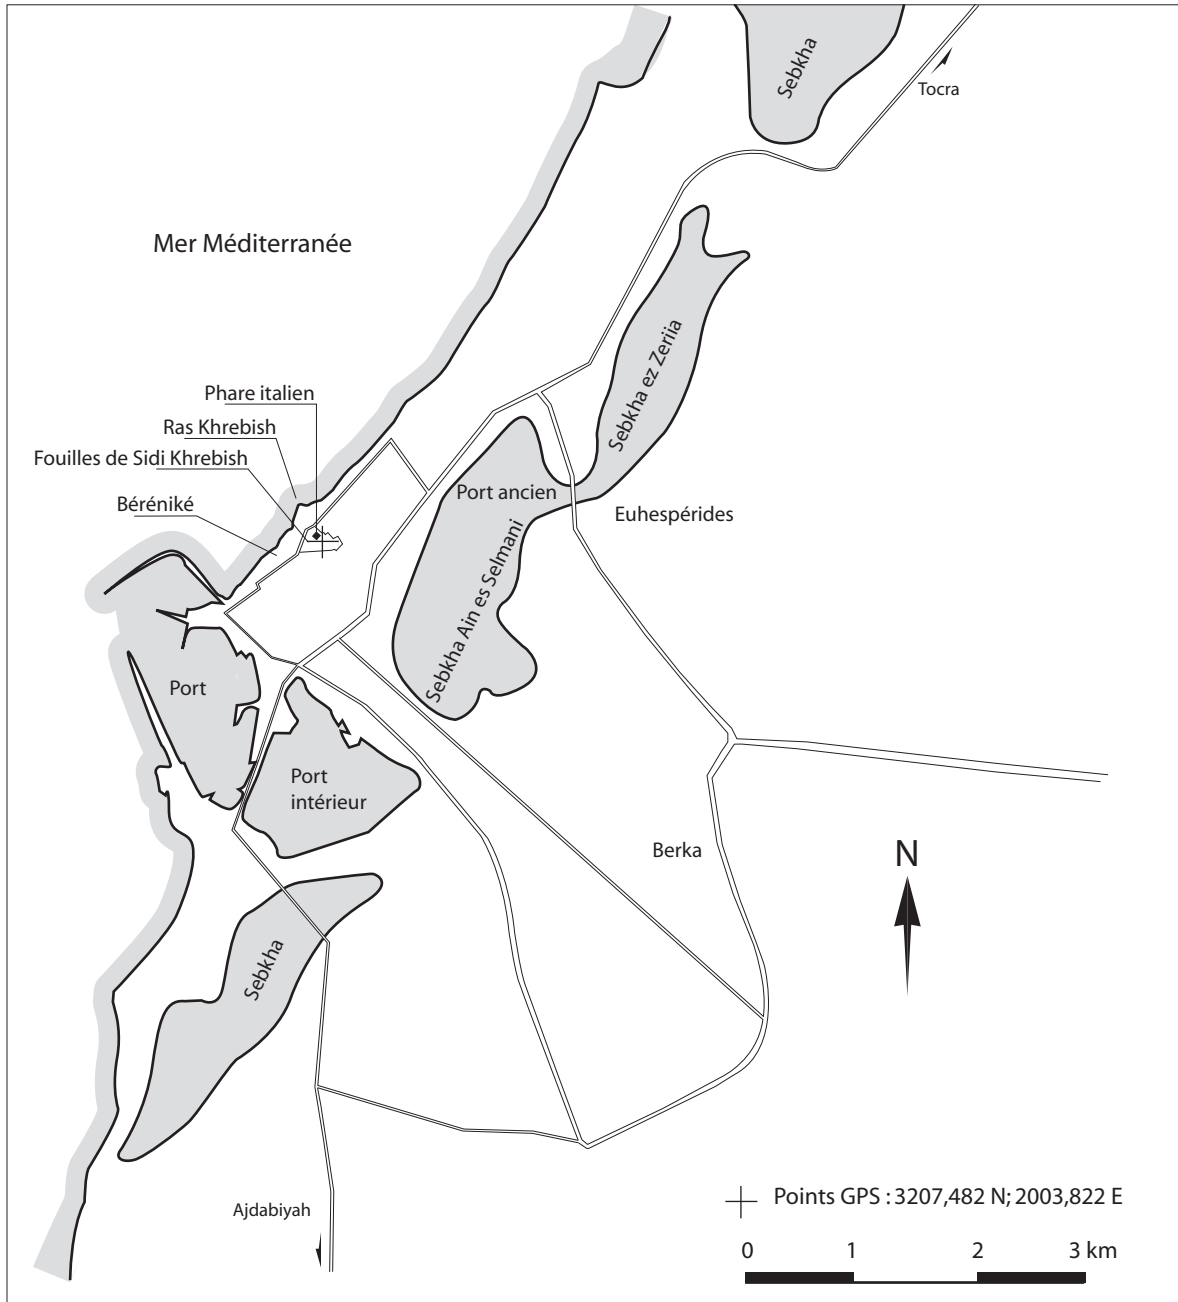 Sebkha
Tocra
Mer Méditerranée
Sebkha ez Zeriia
Phare italien
Ras Khrebish
Fouilles de Sidi Khrebish
Béréniké
Port ancien
Euhespérides
Sebkha Ain es Selmani
Port
Port
intérieur
Berka
N
Sebkha
Ajdabiyah
Points GPS : 3207,482 N; 2003,822 E
0 1 2 3 km